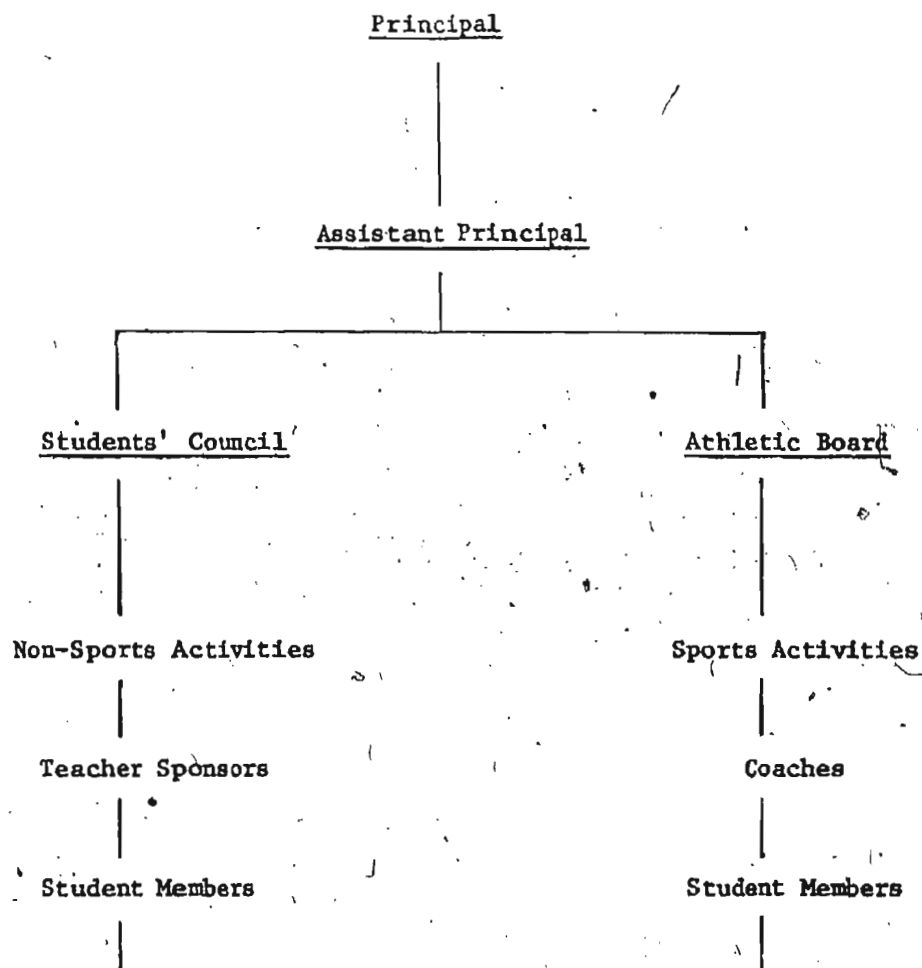 Principal
Assistant Principal
Students' Council
Athletic Board
Non-Sports Activities
Sports Activities
Teacher Sponsors
Coaches
Student Members
Student Members